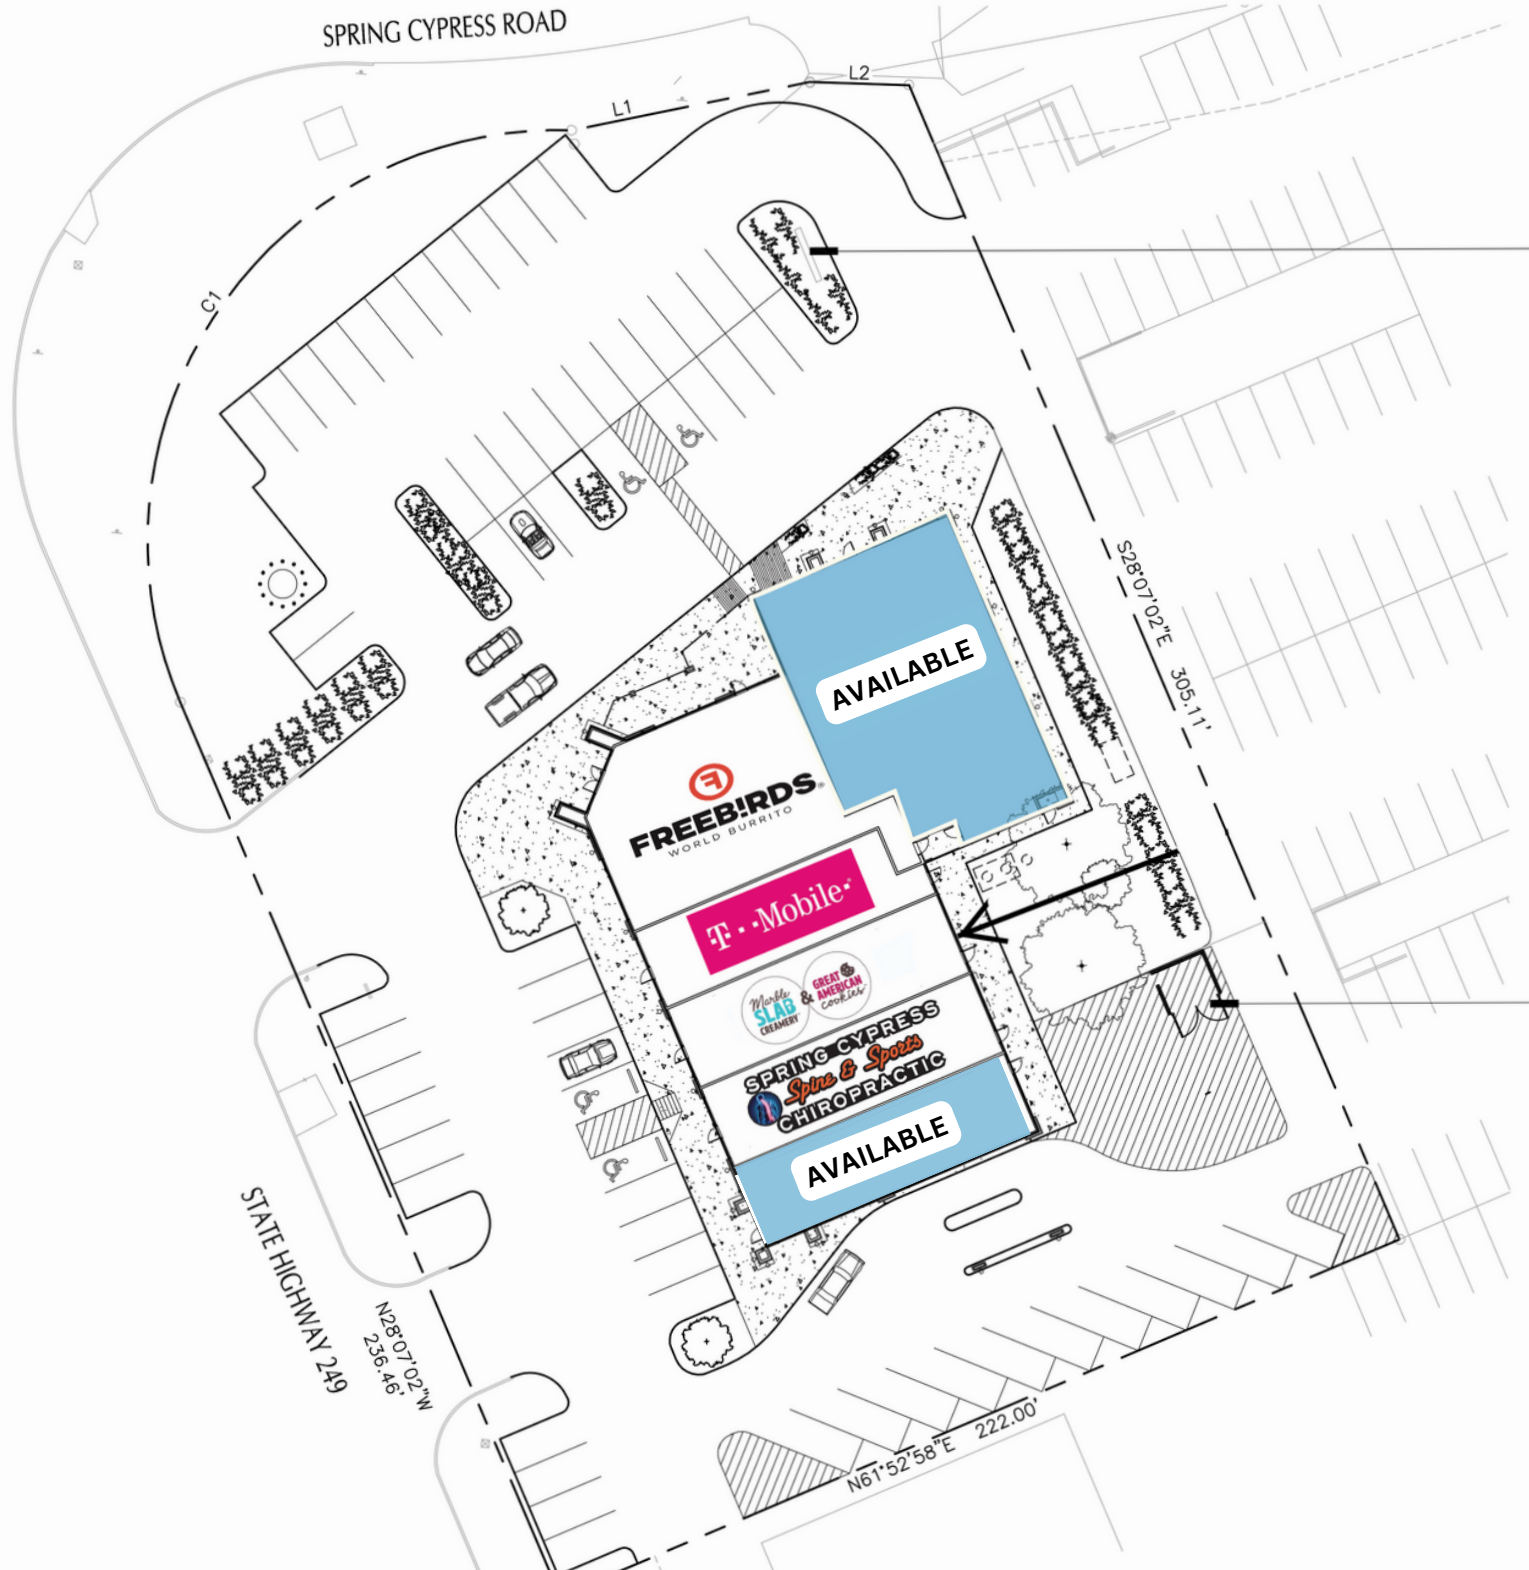 SPRING CYPRESS ROAD
L2
L1
C1
S28°07'02"E 305.11'
AVAILABLE
FREEB!RDS®
WORLD BURRITO
T··Mobile·
Marble
SLAB
CREAMERY
&
GREAT
AMERICAN
cookies
SPRING CYPRESS
Spine & Sports
CHIROPRACTIC
AVAILABLE
STATE HIGHWAY 249
N28°07'02"W
236.46'
N61°52'58"E 222.00'